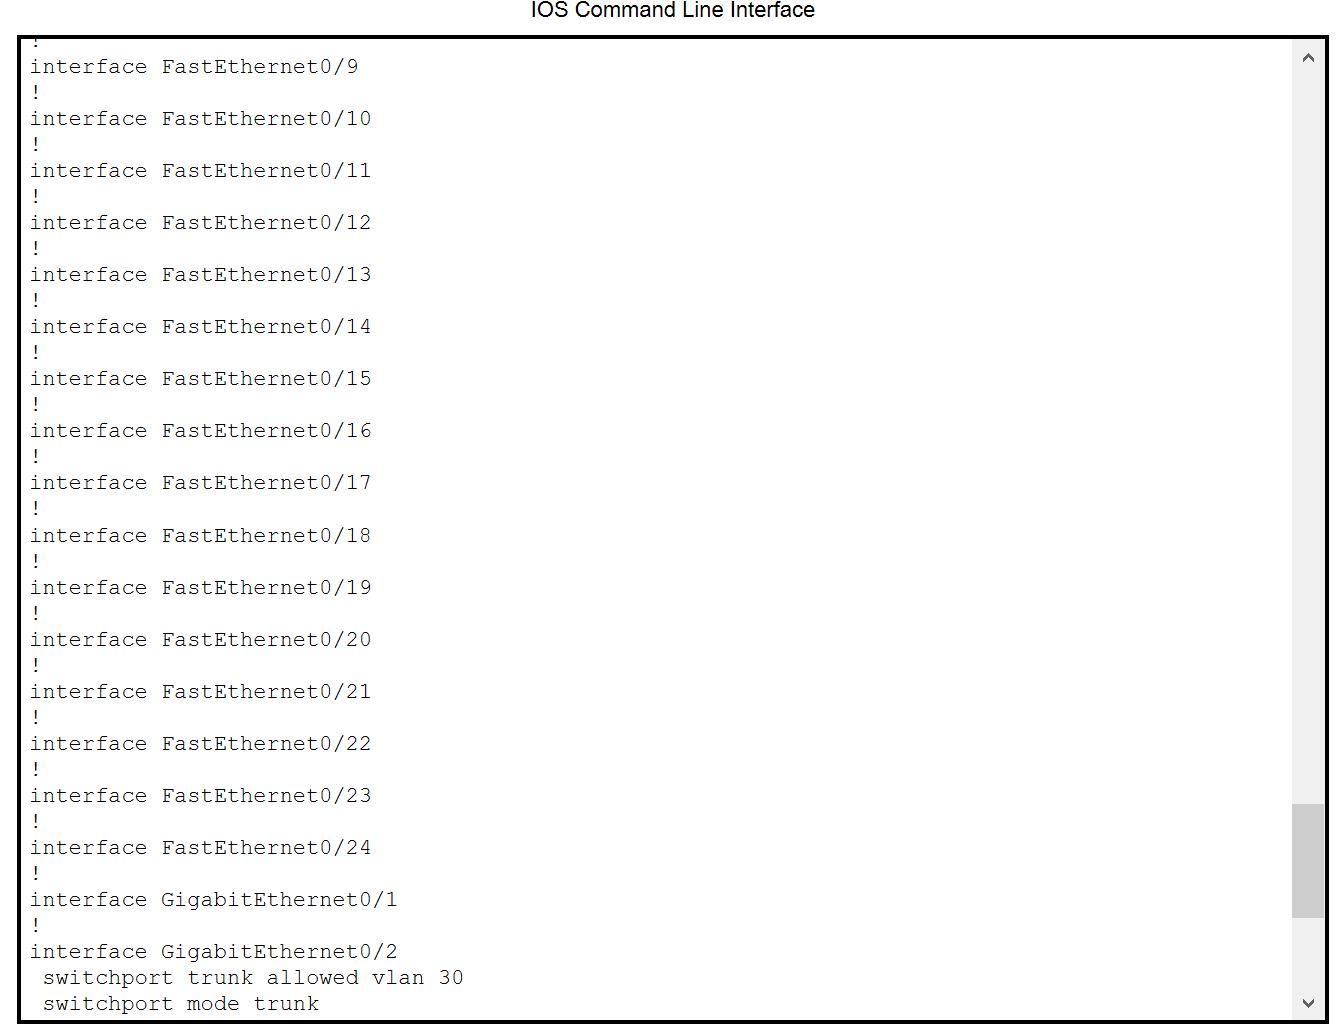 IOS Command Line Interface
!
interface FastEthernet0/9
!
interface FastEthernet0/10
!
interface FastEthernet0/11
!
interface FastEthernet0/12
!
interface FastEthernet0/13
!
interface FastEthernet0/14
!
interface FastEthernet0/15
!
interface FastEthernet0/16
!
interface FastEthernet0/17
!
interface FastEthernet0/18
!
interface FastEthernet0/19
!
interface FastEthernet0/20
!
interface FastEthernet0/21
!
interface FastEthernet0/22
!
interface FastEthernet0/23
!
interface FastEthernet0/24
!
interface GigabitEthernet0/1
!
interface GigabitEthernet0/2
 switchport trunk allowed vlan 30
 switchport mode trunk